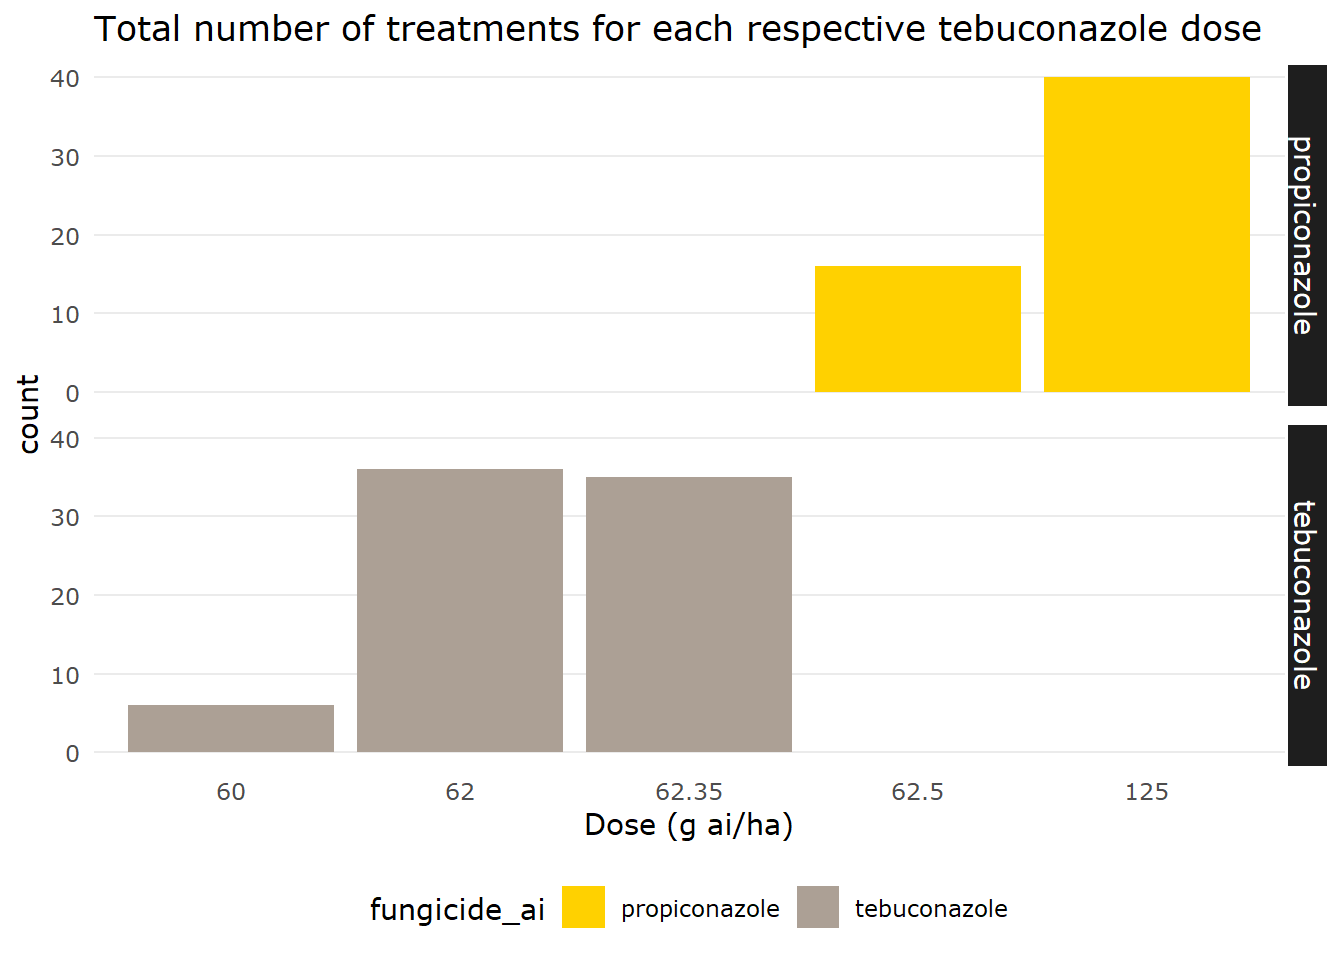 Total number of treatments for each respective tebuconazole dose
count
40
30
20
10
0
propiconazole
40
30
20
10
0
tebuconazole
60 62 62.35 62.5 125
Dose (g ai/ha)
fungicide_ai propiconazole tebuconazole